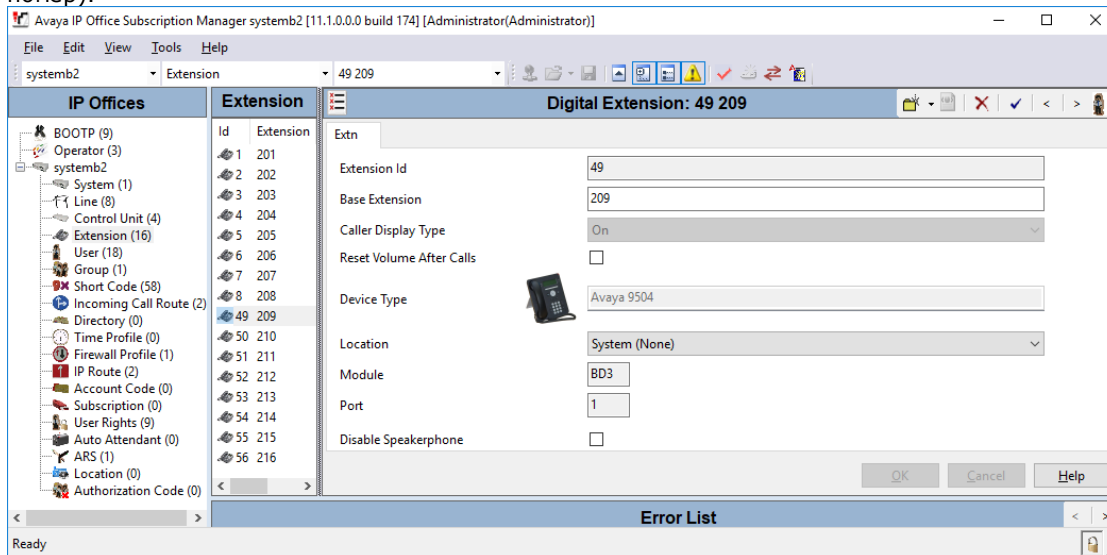 номеру).
Avaya IP Office Subscription Manager systemb2 [11.1.0.0.0 build 174] [Administrator(Administrator)]
File Edit View Tools Help
systemb2 Extension 49 209
IP Offices
BOOTP (9)
Operator (3)
systemb2
System (1)
Line (8)
Control Unit (4)
Extension (16)
User (18)
Group (1)
Short Code (58)
Incoming Call Route (2)
Directory (0)
Time Profile (0)
Firewall Profile (1)
IP Route (2)
Account Code (0)
Subscription (0)
User Rights (9)
Auto Attendant (0)
ARS (1)
Location (0)
Authorization Code (0)
Extension
Id Extension
1 201
2 202
3 203
4 204
5 205
6 206
7 207
8 208
49 209
50 210
51 211
52 212
53 213
54 214
55 215
56 216
Digital Extension: 49 209
Extn
Extension Id 49
Base Extension 209
Caller Display Type On
Reset Volume After Calls
Device Type Avaya 9504
Location System (None)
Module BD3
Port 1
Disable Speakerphone
OK Cancel Help
Error List
Ready